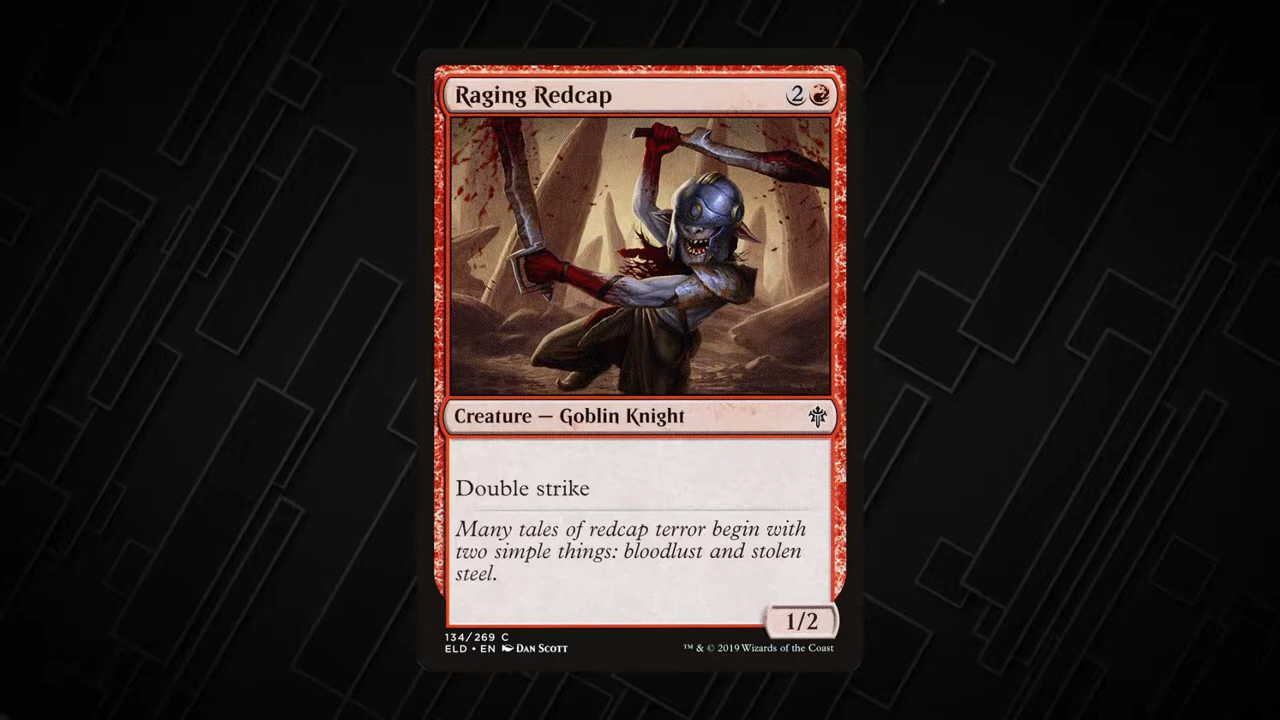 Raging Redcap 2
Creature — Goblin Knight
Double strike
Many tales of redcap terror begin with
two simple things: bloodlust and stolen
steel.
1/2
134/269 C
ELD • EN Dan Scott
™ & © 2019 Wizards of the Coast